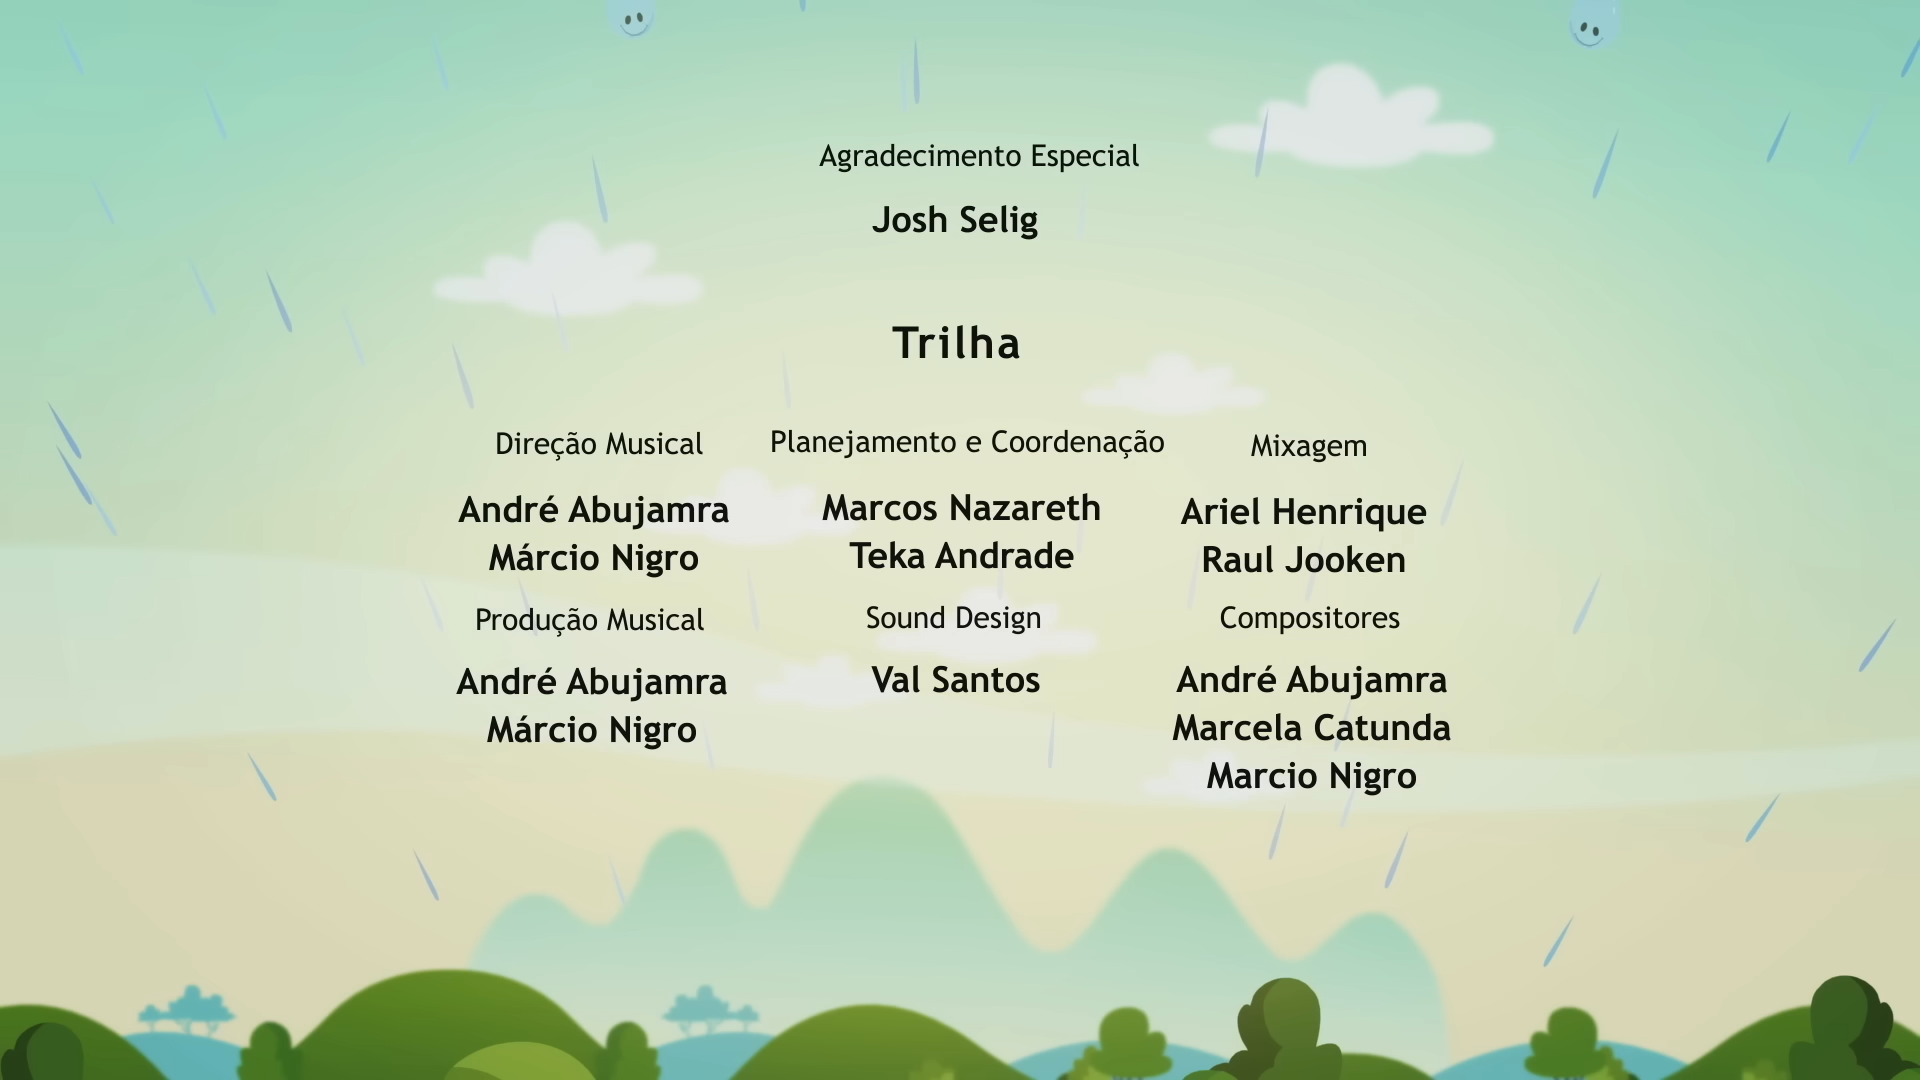 Agradecimento Especial
Josh Selig
Trilha
Direção Musical
André Abujamra
Márcio Nigro
Planejamento e Coordenação
Marcos Nazareth
Teka Andrade
Mixagem
Ariel Henrique
Raul Jooken
Produção Musical
André Abujamra
Márcio Nigro
Sound Design
Val Santos
Compositores
André Abujamra
Marcela Catunda
Marcio Nigro